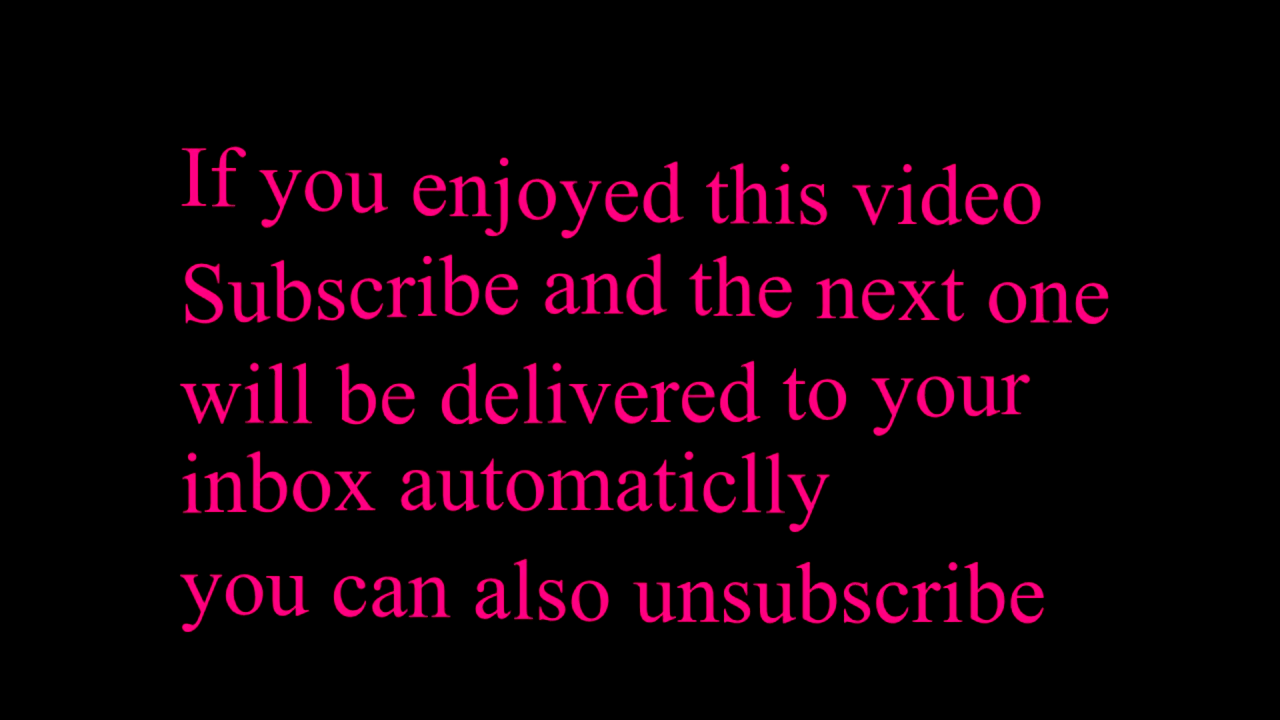 If you enjoyed this video
Subscribe and the next one
will be delivered to your
inbox automaticlly
you can also unsubscribe